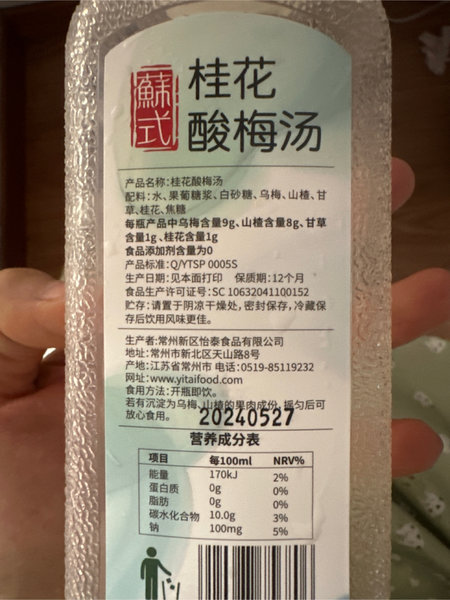 蘇式
桂花
酸梅汤
产品名称:桂花酸梅汤
配料:水、果葡糖浆、白砂糖、乌梅、山楂、甘
草、桂花、焦糖
每瓶产品中乌梅含量9g、山楂含量8g、甘草
含量1g、桂花含量1g
食品添加剂含量为0
产品标准:Q/YTSP 0005S
生产日期:见本面打印 保质期:12个月
食品生产许可证号:SC 10632041100152
贮存:请置于阴凉干燥处,密封保存,冷藏保
存后饮用风味更佳。
生产者:常州新区怡泰食品有限公司
地址:常州市新北区天山路8号
产地:江苏省常州市 电话:0519-85119232
网址:www.yitaifood.com
食用方法:开瓶即饮。
若有沉淀为乌梅、山楂的果肉成份,摇匀后可
放心食用。
20240527
营养成分表
项目 每100ml NRV%
能量 170kJ 2%
蛋白质 0g 0%
脂肪 0g 0%
碳水化合物 10.0g 3%
钠 100mg 5%